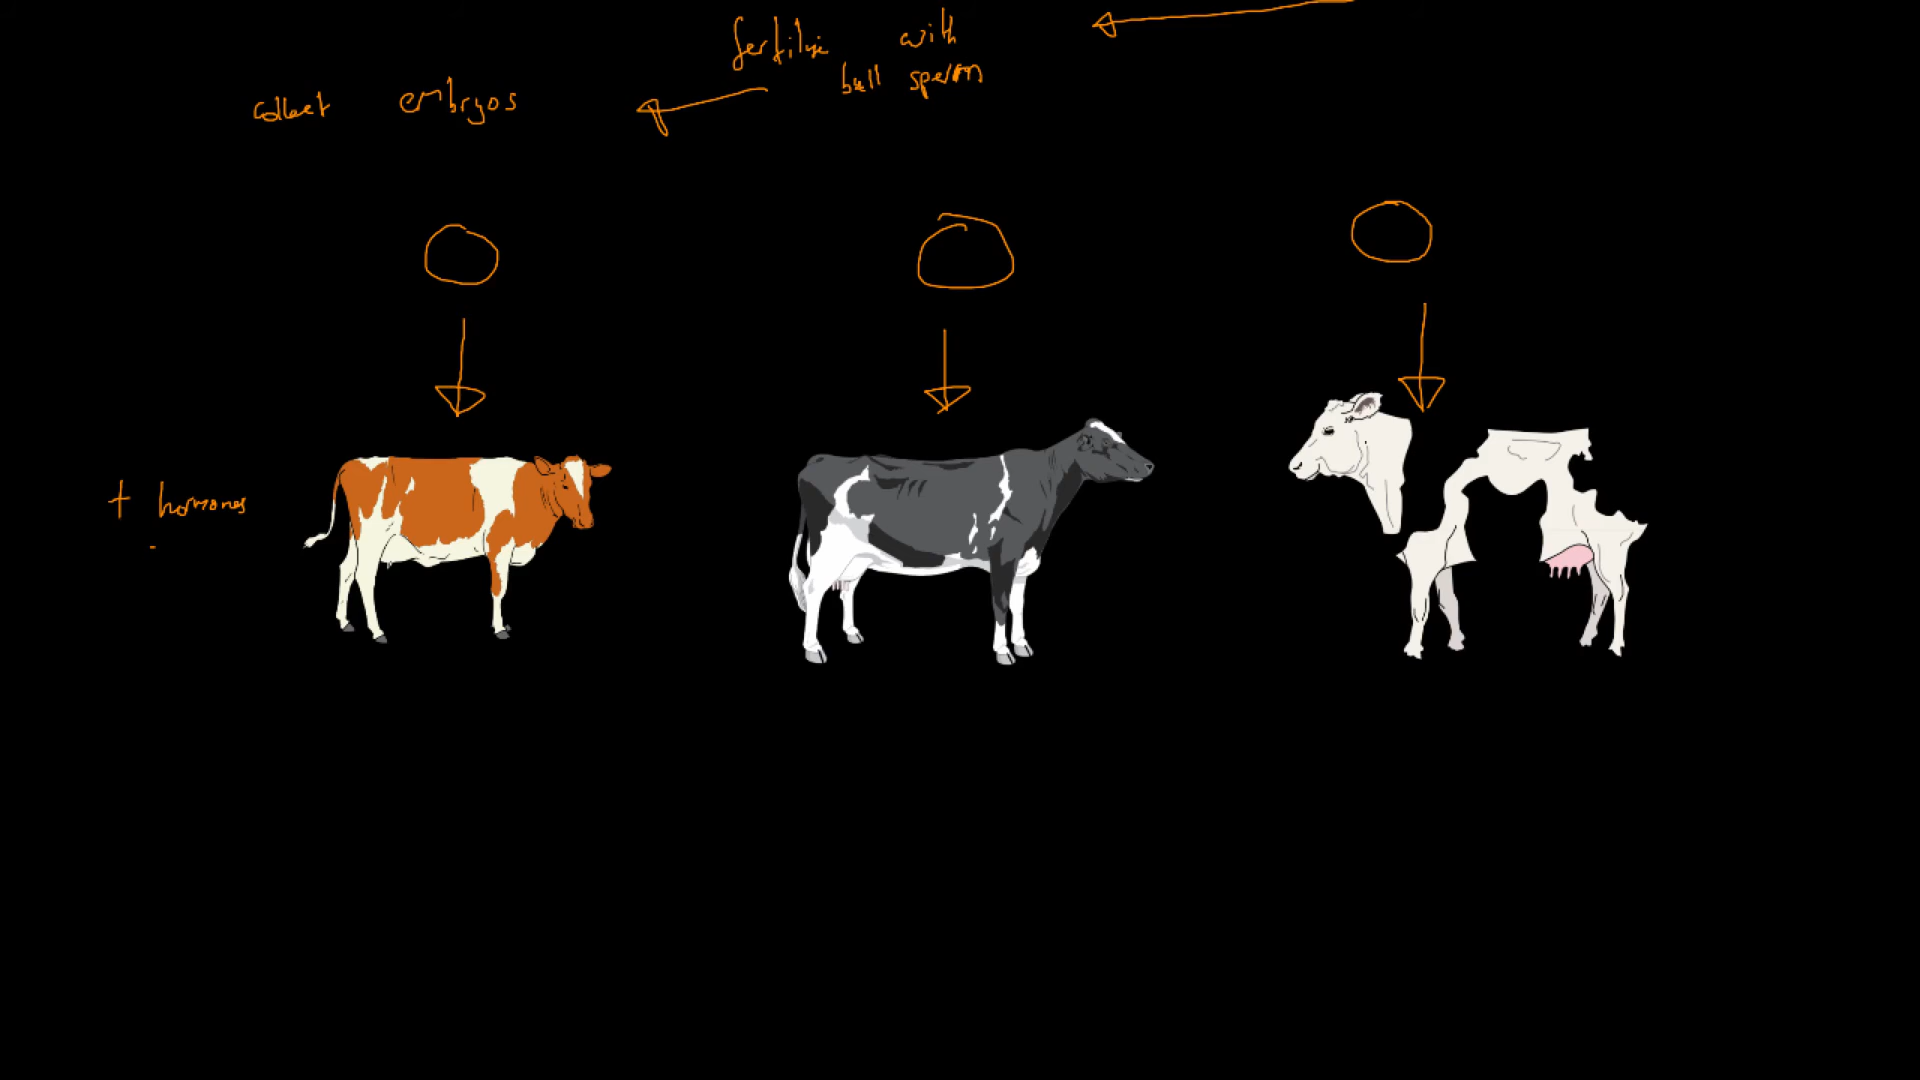 fertilize with
bull sperm
collect embryos
+ hormones